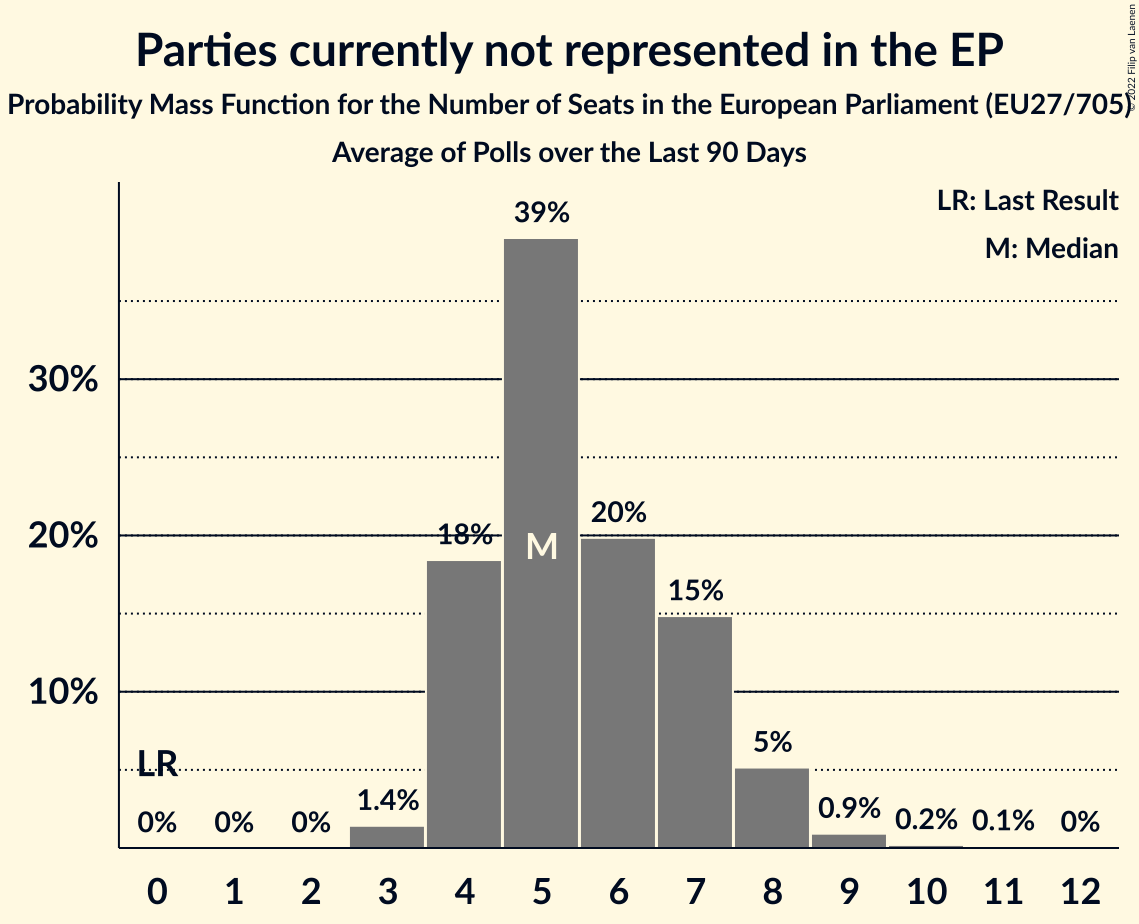 Parties currently not represented in the EP
Probability Mass Function for the Number of Seats in the European Parliament (EU27/705)
Average of Polls over the Last 90 Days
© 2022 Filip van Laenen
LR: Last Result
M: Median
39%
30%
20%
18%
M
20%
15%
10%
LR
5%
0%
0%
0%
1.4%
0.9%
0.2%
0.1%
0%
0 1 2 3 4 5 6 7 8 9 10 11 12